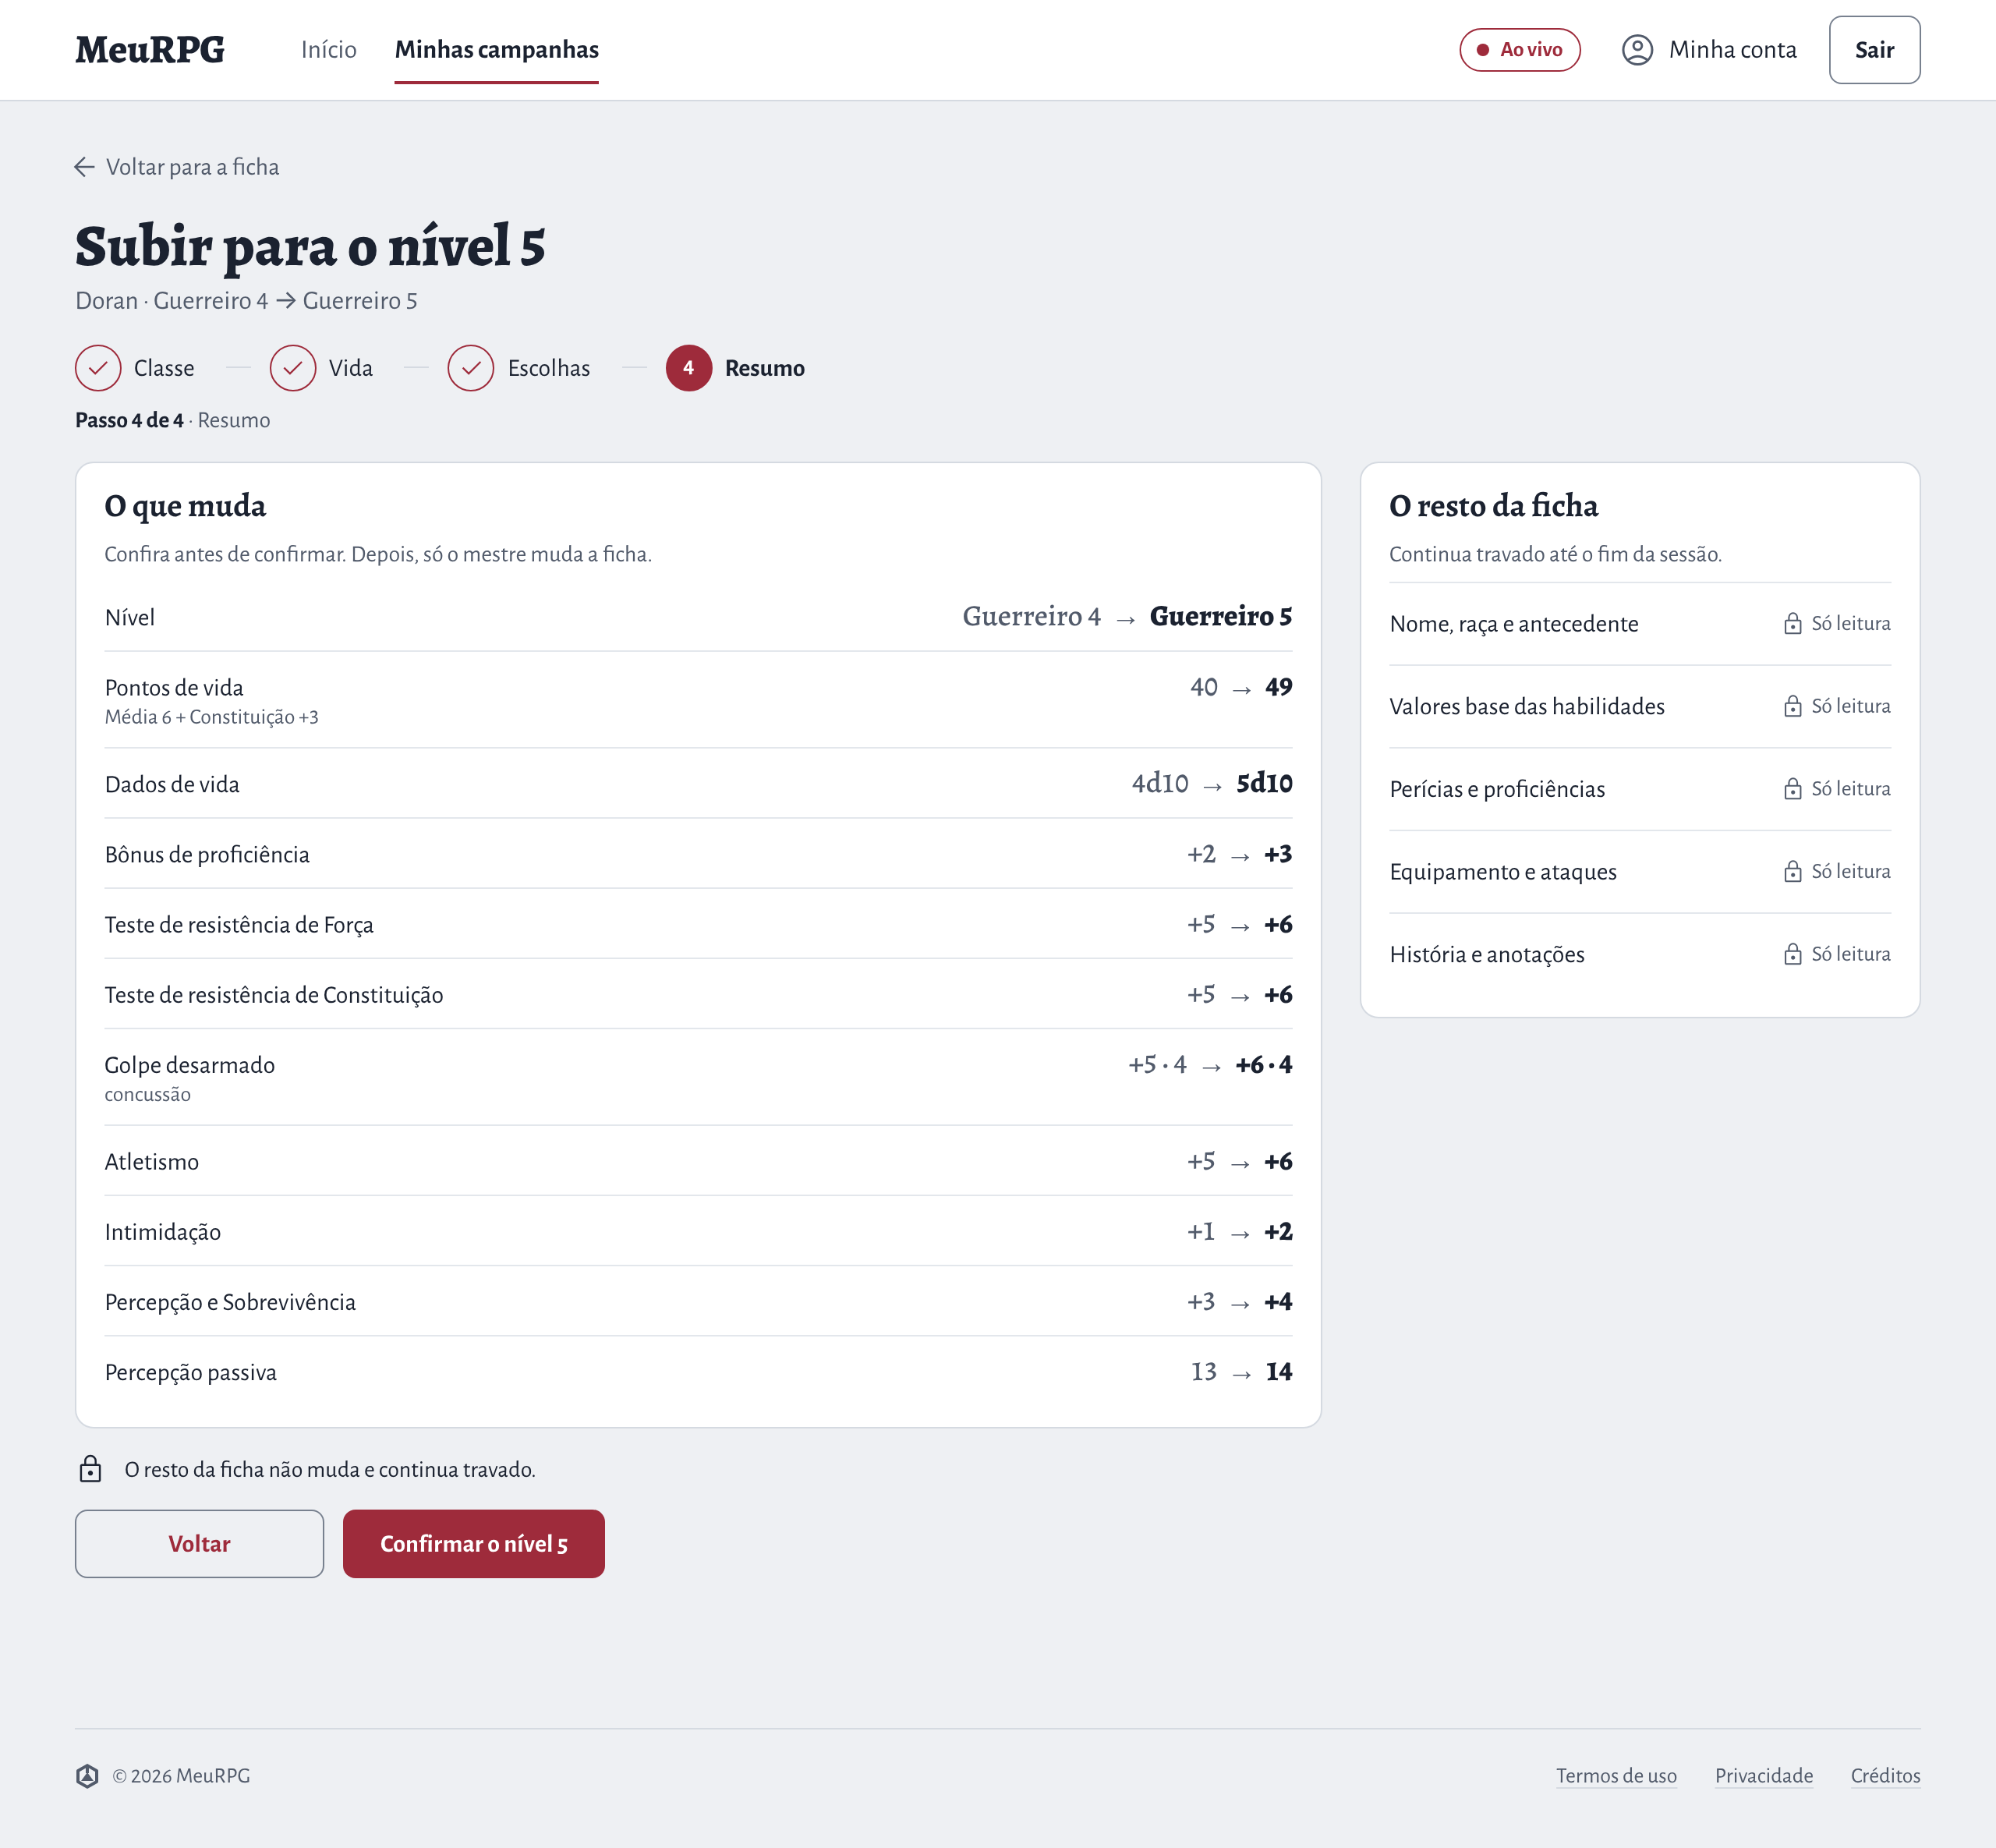 MeuRPG
Início
Minhas campanhas
Ao vivo
Minha conta
Sair
Voltar para a ficha
Subir para o nível 5
Doran · Guerreiro 4 → Guerreiro 5
Classe
Vida
Escolhas
4 Resumo
Passo 4 de 4 · Resumo
O que muda
Confira antes de confirmar. Depois, só o mestre muda a ficha.
Nível Guerreiro 4 → Guerreiro 5
Pontos de vida 40 → 49
Média 6 + Constituição +3
Dados de vida 4d10 → 5d10
Bônus de proficiência +2 → +3
Teste de resistência de Força +5 → +6
Teste de resistência de Constituição +5 → +6
Golpe desarmado +5 · 4 → +6 · 4
concussão
Atletismo +5 → +6
Intimidação +1 → +2
Percepção e Sobrevivência +3 → +4
Percepção passiva 13 → 14
O resto da ficha
Continua travado até o fim da sessão.
Nome, raça e antecedente Só leitura
Valores base das habilidades Só leitura
Perícias e proficiências Só leitura
Equipamento e ataques Só leitura
História e anotações Só leitura
O resto da ficha não muda e continua travado.
Voltar
Confirmar o nível 5
© 2026 MeuRPG
Termos de uso
Privacidade
Créditos